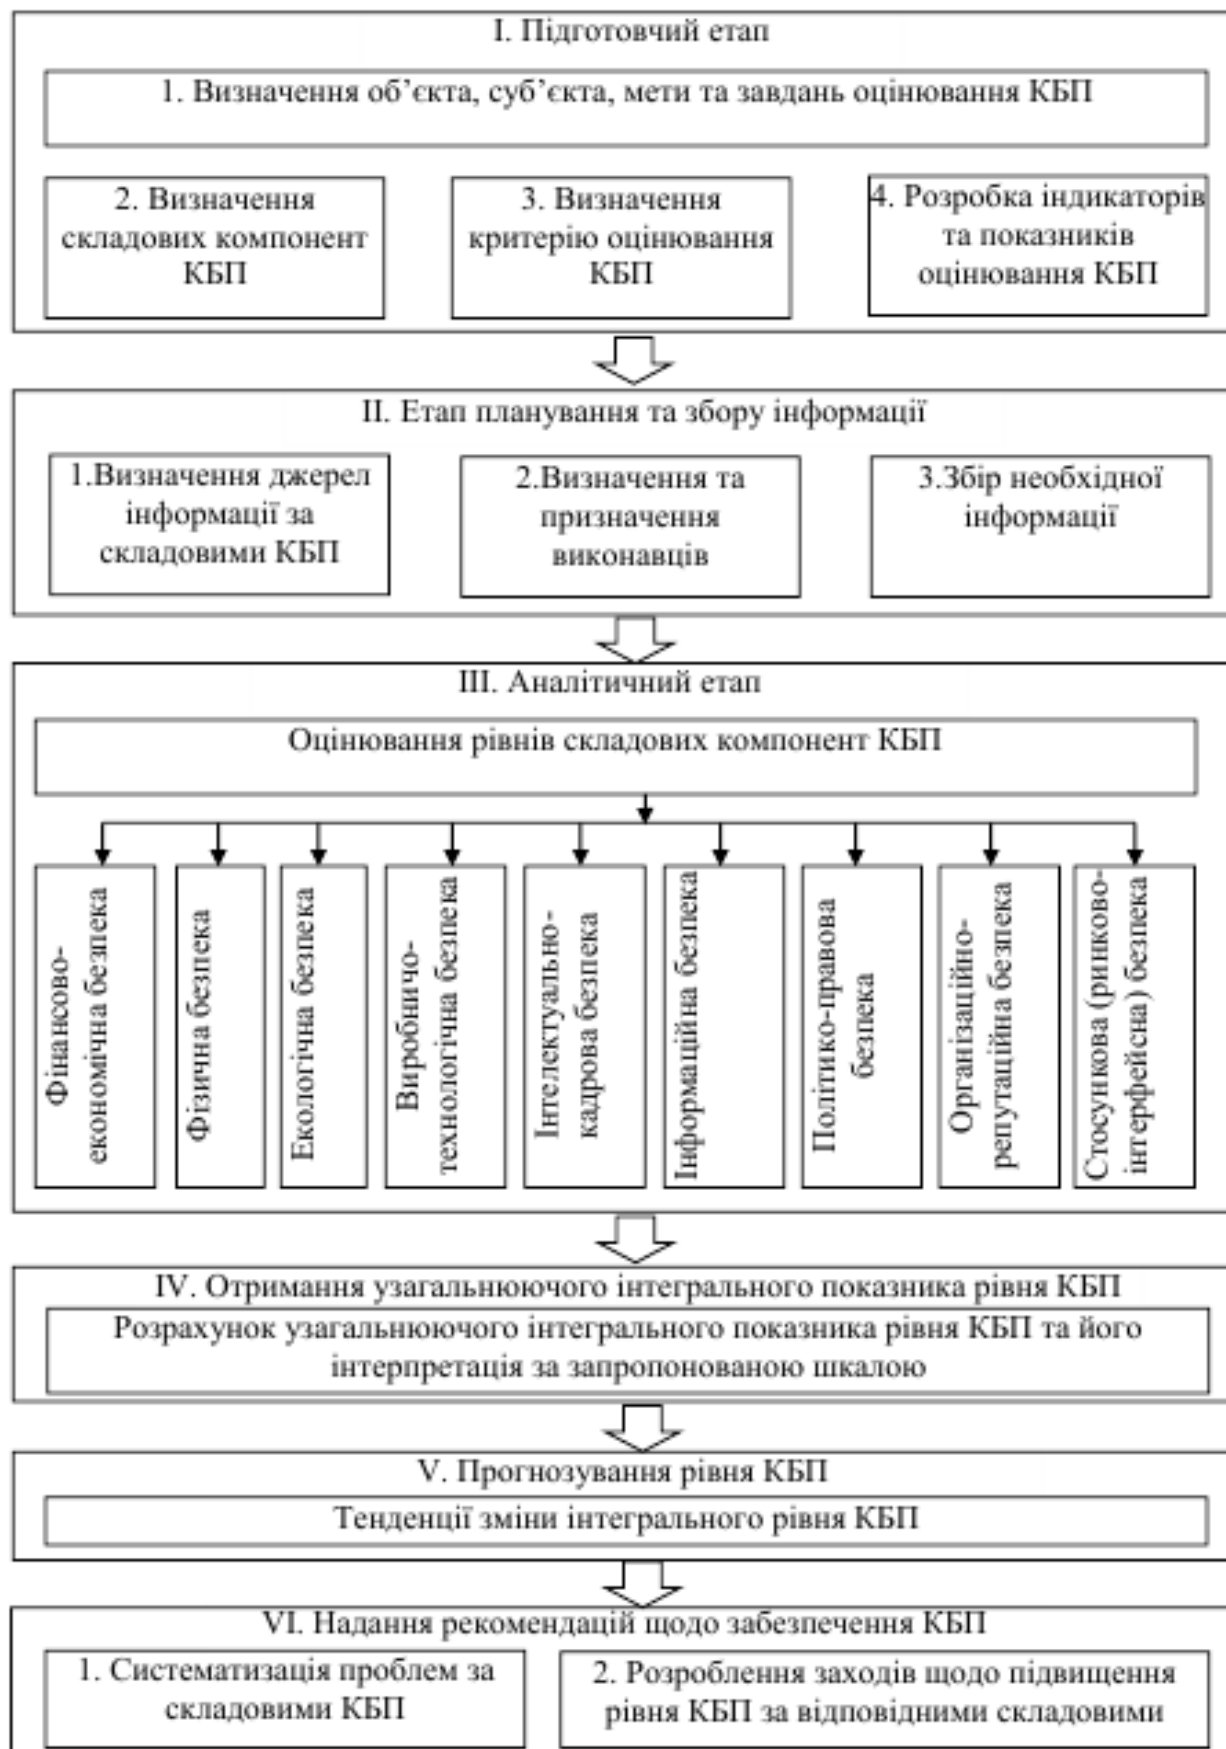 I. Підготовчий етап
1. Визначення об’єкта, суб’єкта, мети та завдань оцінювання КБП
2. Визначення
складових компонент
КБП
3. Визначення
критерію оцінювання
КБП
4. Розробка індикаторів
та показників
оцінювання КБП
II. Етап планування та збору інформації
1.Визначення джерел
інформації за
складовими КБП
2.Визначення та
призначення
виконавців
3.Збір необхідної
інформації
III. Аналітичний етап
Оцінювання рівнів складових компонент КБП
Фінансово-
економічна безпека
Фізична безпека
Екологічна безпека
Виробничо-
технологічна безпека
Інтелектуально-
кадрова безпека
Інформаційна безпека
Політико-правова
безпека
Організаційно-
репутаційна безпека
Стосункова (ринково-
інтерфейсна) безпека
IV. Отримання узагальнюючого інтегрального показника рівня КБП
Розрахунок узагальнюючого інтегрального показника рівня КБП та його
інтерпретація за запропонованою шкалою
V. Прогнозування рівня КБП
Тенденції зміни інтегрального рівня КБП
VI. Надання рекомендацій щодо забезпечення КБП
1. Систематизація проблем за
складовими КБП
2. Розроблення заходів щодо підвищення
рівня КБП за відповідними складовими